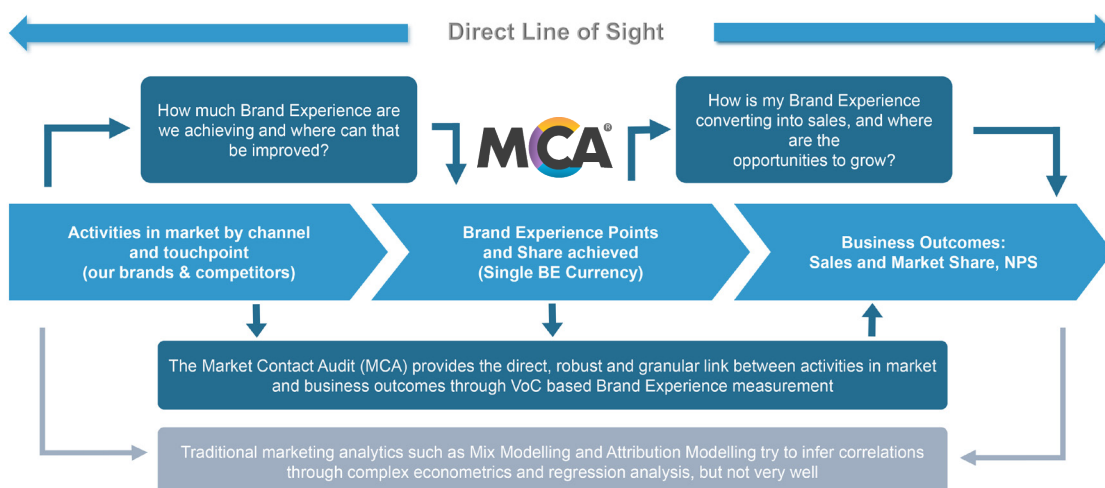 Direct Line of Sight
How much Brand Experience are
we achieving and where can that
be improved?
MCA®
How is my Brand Experience
converting into sales, and where
are the
opportunities to grow?
Activities in market by channel
and touchpoint
(our brands & competitors)
Brand Experience Points
and Share achieved
(Single BE Currency)
Business Outcomes:
Sales and Market Share, NPS
The Market Contact Audit (MCA) provides the direct, robust and granular link between activities in market
and business outcomes through VoC based Brand Experience measurement
Traditional marketing analytics such as Mix Modelling and Attribution Modelling try to infer correlations
through complex econometrics and regression analysis, but not very well